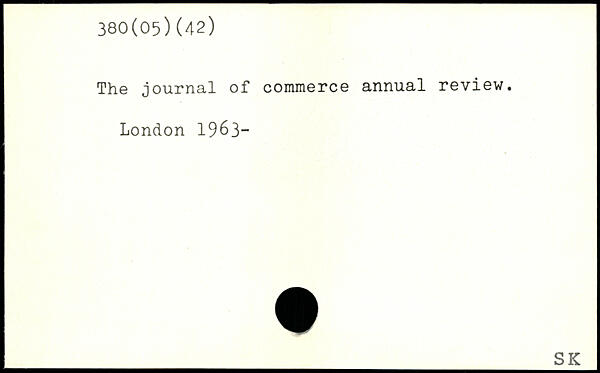 380(05)(42)
The journal of commerce annual review.
London 1963-
SK